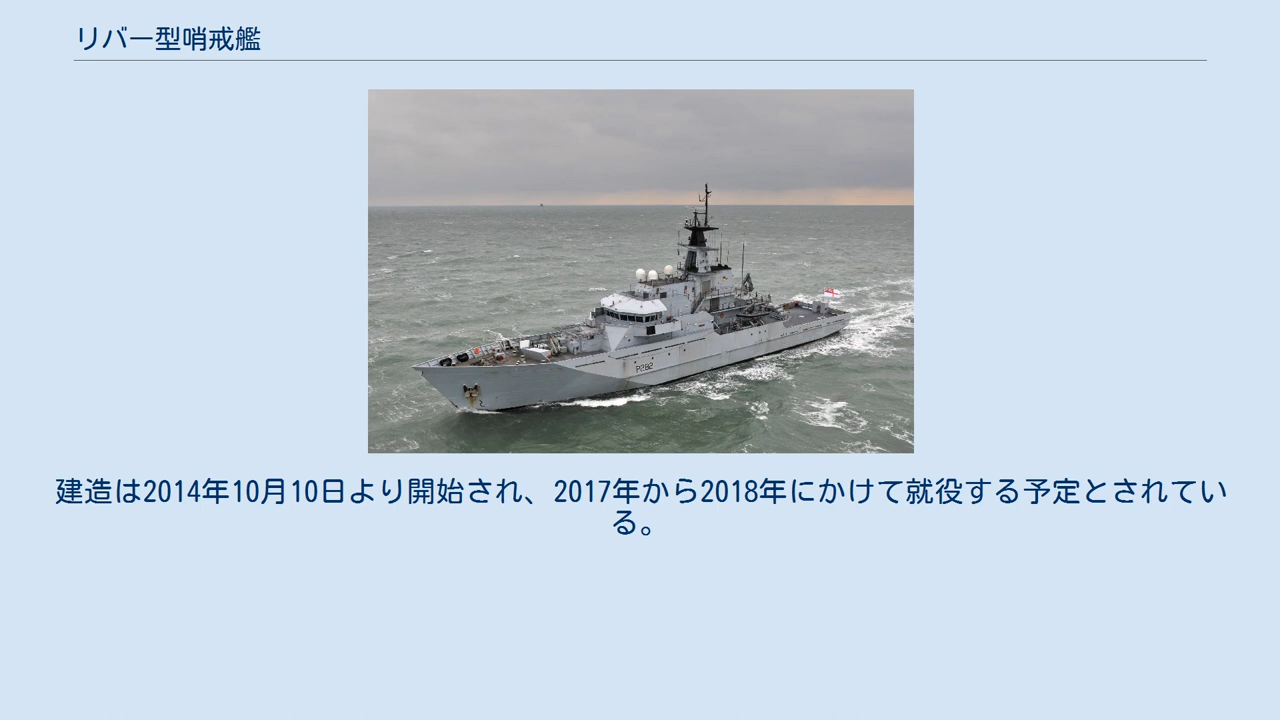 リバー型哨戒艦
P282
建造は2014年10月10日より開始され、2017年から2018年にかけて就役する予定とされてい
る。